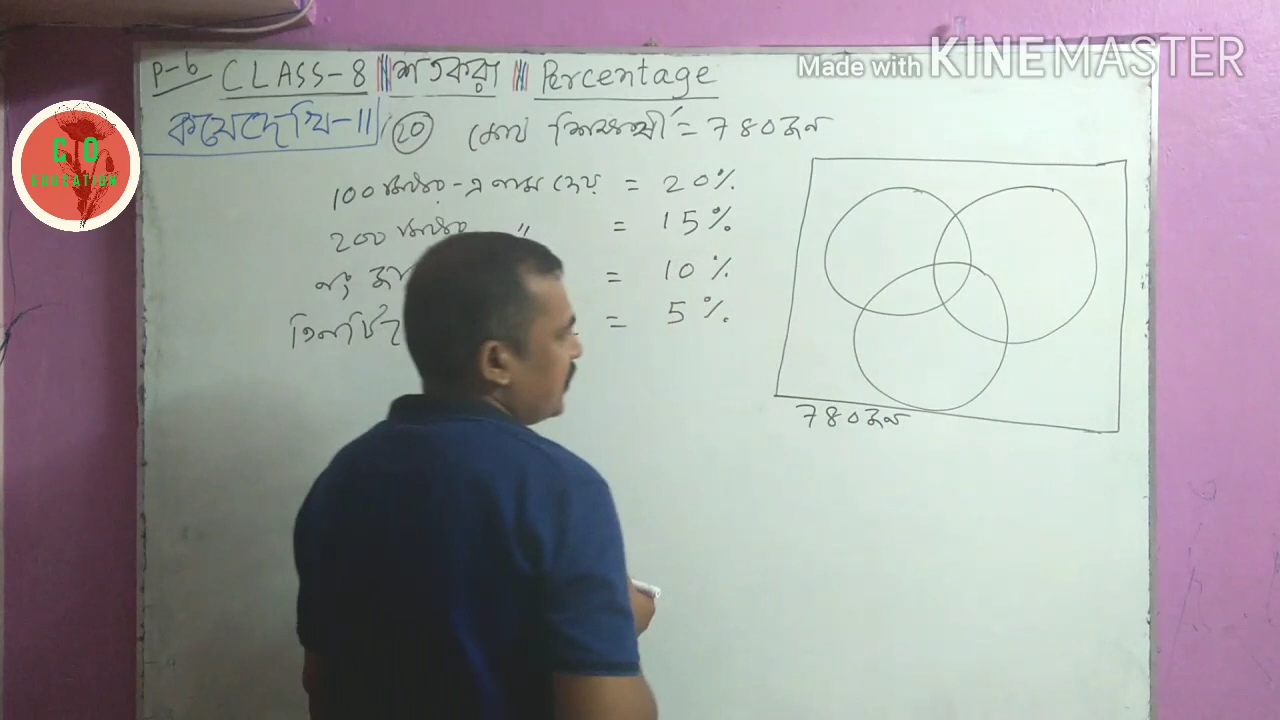 Made with KINEMASTER
P-6 CLASS-8 শতকরা Percentage
কষেদেখি-11 20 মোট শিক্ষার্থী = 780 জন
GO
EDUCATION
100 মিটার-এ নাম দেয় = 20%
200 মিটার " = 15%
= 10%
= 5%
780 জন